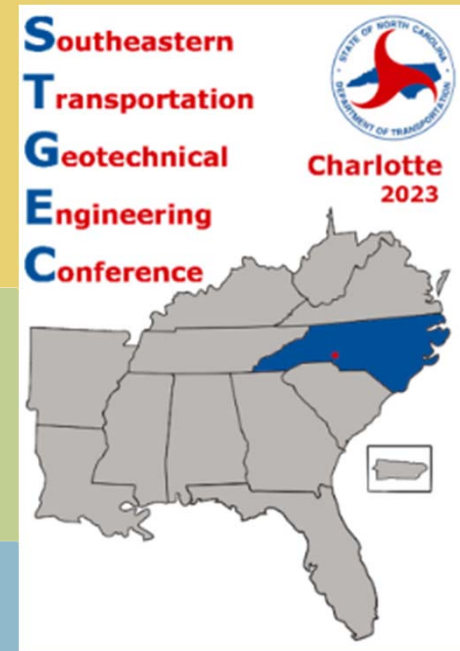 Southeastern
Transportation
Geotechnical
Engineering
Conference
STATE OF NORTH CAROLINA
DEPARTMENT OF TRANSPORTATION
Charlotte
2023